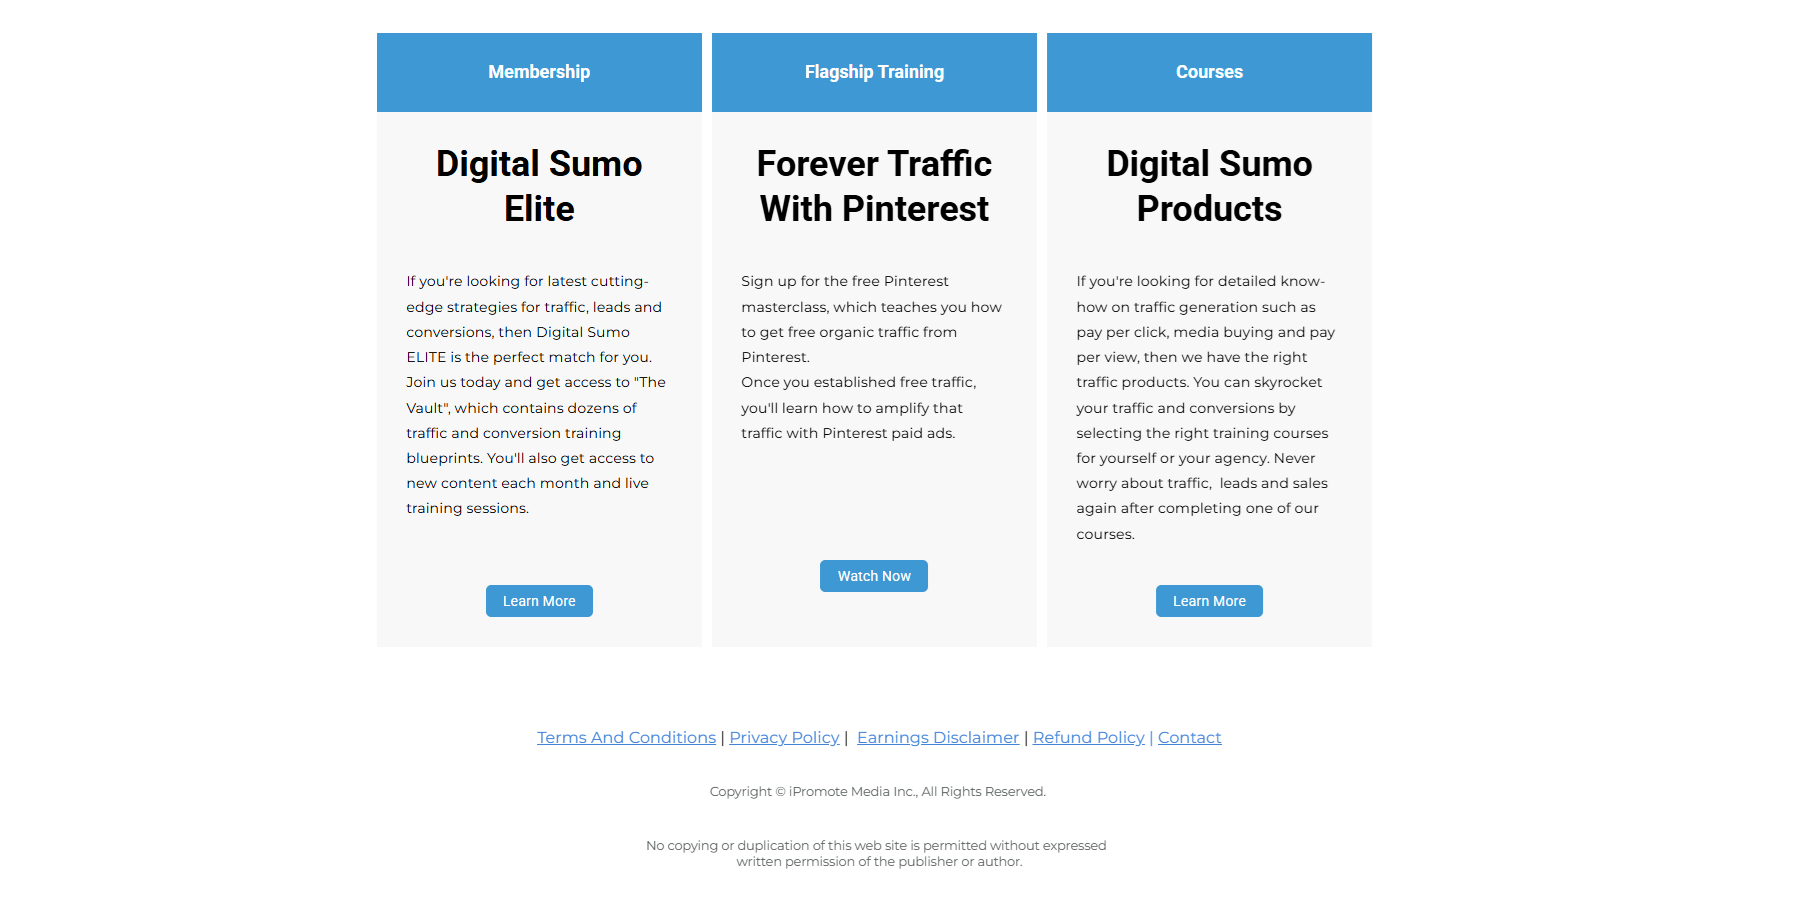 Membership
Digital Sumo
Elite
If you're looking for latest cutting-
edge strategies for traffic, leads and
conversions, then Digital Sumo
ELITE is the perfect match for you.
Join us today and get access to "The
Vault", which contains dozens of
traffic and conversion training
blueprints. You'll also get access to
new content each month and live
training sessions.
Learn More
Flagship Training
Forever Traffic
With Pinterest
Sign up for the free Pinterest
masterclass, which teaches you how
to get free organic traffic from
Pinterest.
Once you established free traffic,
you'll learn how to amplify that
traffic with Pinterest paid ads.
Watch Now
Courses
Digital Sumo
Products
If you're looking for detailed know-
how on traffic generation such as
pay per click, media buying and pay
per view, then we have the right
traffic products. You can skyrocket
your traffic and conversions by
selecting the right training courses
for yourself or your agency. Never
worry about traffic,  leads and sales
again after completing one of our
courses.
Learn More
Terms And Conditions | Privacy Policy |  Earnings Disclaimer | Refund Policy | Contact
Copyright © iPromote Media Inc., All Rights Reserved.
No copying or duplication of this web site is permitted without expressed
written permission of the publisher or author.